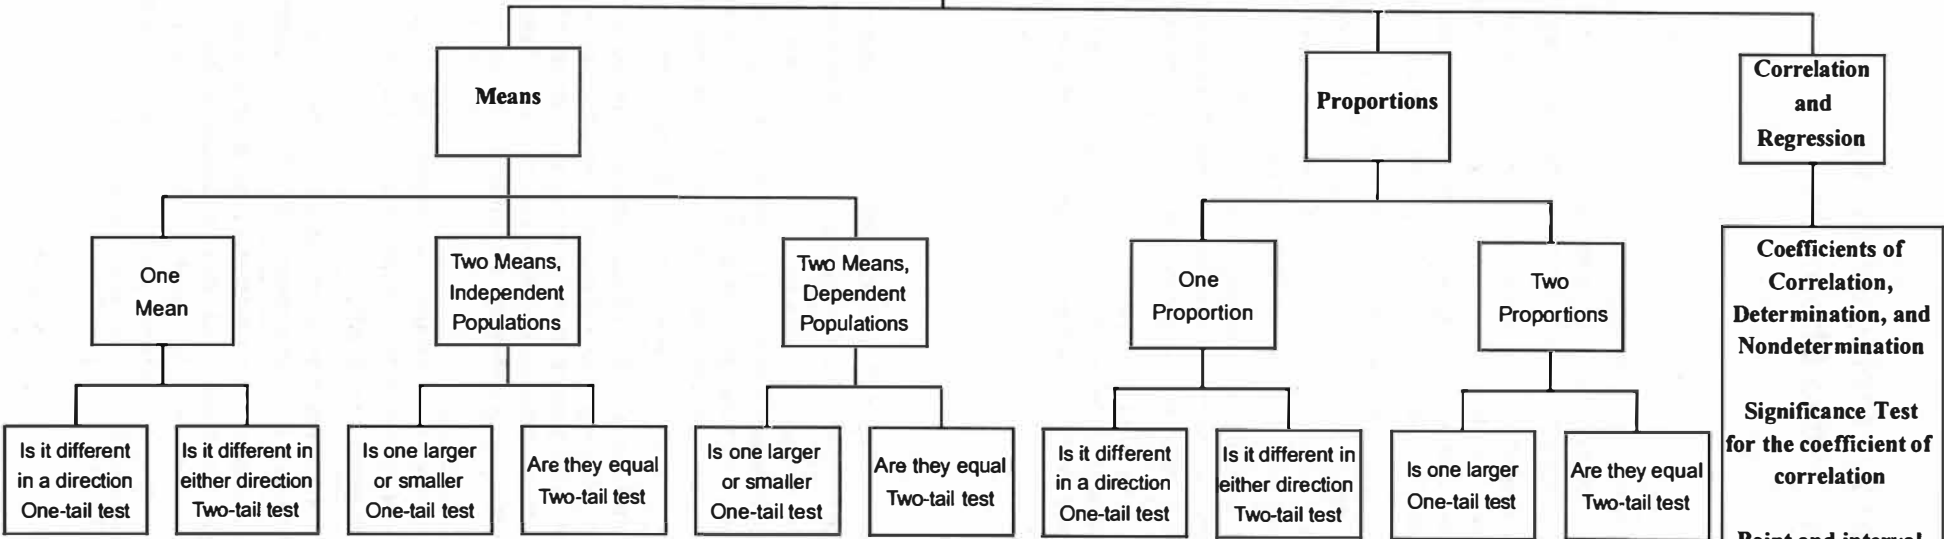 Means
Proportions
Correlation
and
Regression
One
Mean
Two Means,
Independent
Populations
Two Means,
Dependent
Populations
One
Proportion
Two
Proportions
Coefficients of
Correlation,
Determination, and
Nondetermination
Significance Test
for the coefficient of
correlation
Point and interval
Is it different
in a direction
One-tail test
Is it different in
either direction
Two-tail test
Is one larger
or smaller
One-tail test
Are they equal
Two-tail test
Is one larger
or smaller
One-tail test
Are they equal
Two-tail test
Is it different
in a direction
One-tail test
Is it different in
either direction
Two-tail test
Is one larger
One-tail test
Are they equal
Two-tail test